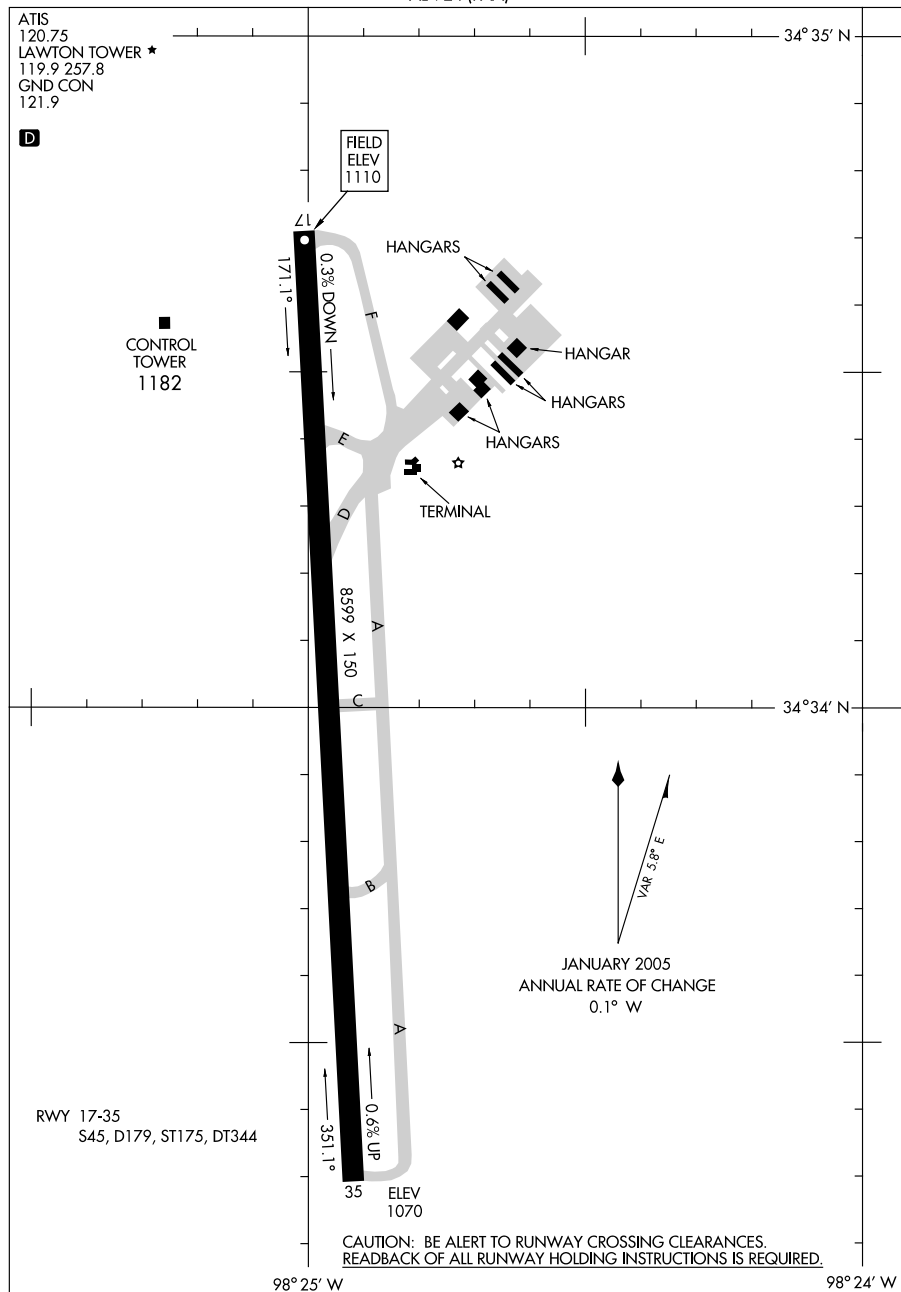 ATIS
120.75
LAWTON TOWER ★
119.9 257.8
GND CON
121.9
D
34°35' N
FIELD
ELEV
1110
17
171.1°
0.3% DOWN
HANGARS
F
CONTROL
TOWER
1182
HANGAR
HANGARS
HANGARS
E
TERMINAL
D
8599 X 150
A
C
34°34' N
B
VAR 5.8° E
JANUARY 2005
ANNUAL RATE OF CHANGE
0.1° W
A
RWY 17-35
S45, D179, ST175, DT344
351.1°
0.6% UP
35
ELEV
1070
CAUTION: BE ALERT TO RUNWAY CROSSING CLEARANCES.
READBACK OF ALL RUNWAY HOLDING INSTRUCTIONS IS REQUIRED.
98°25' W
98°24' W